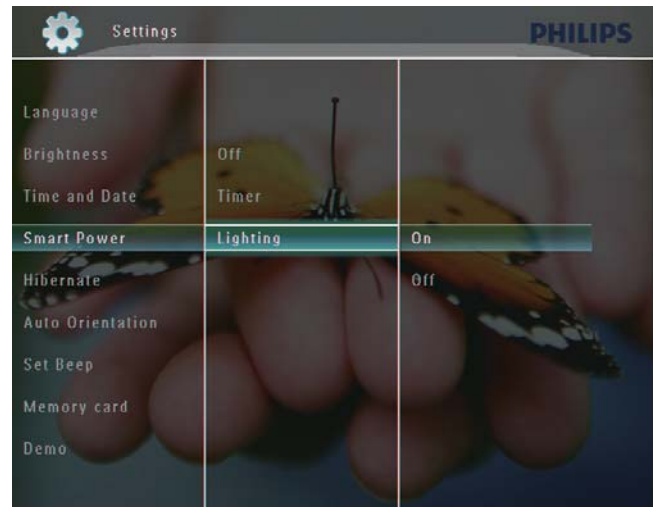 Settings
PHILIPS
Language
Brightness
Time and Date
Smart Power
Hibernate
Auto Orientation
Set Beep
Memory card
Demo
Off
Timer
Lighting
On
Off